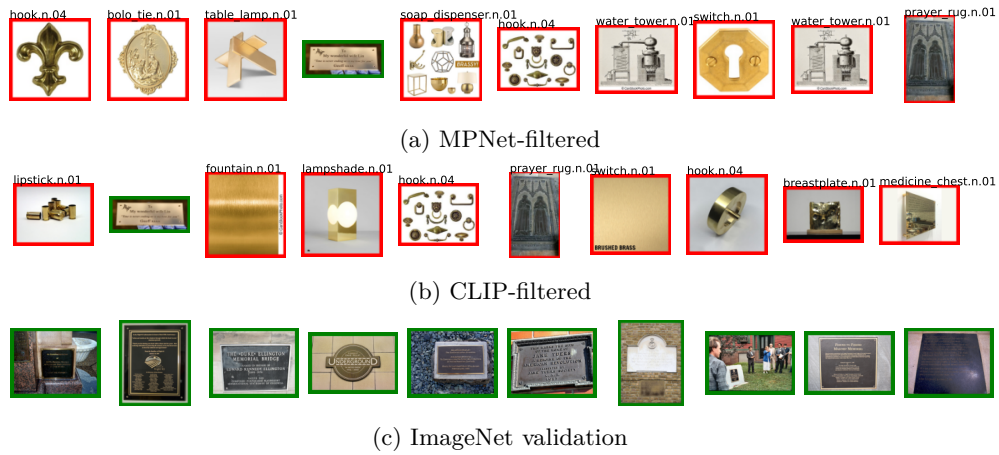 hook.n.04 bolo_tie.n.01 table_lamp.n.01 soap_dispenser.n.01 hook.n.04 water_tower.n.01 switch.n.01 water_tower.n.01 prayer_rug.n.01
(a) MPNet-filtered
lipstick.n.01 fountain.n.01 lampshade.n.01 hook.n.04 prayer_rug.n.01 switch.n.01 hook.n.04 breastplate.n.01 medicine_chest.n.01
BRUSHED BRASS
(b) CLIP-filtered
UNDERGROUND
(c) ImageNet validation